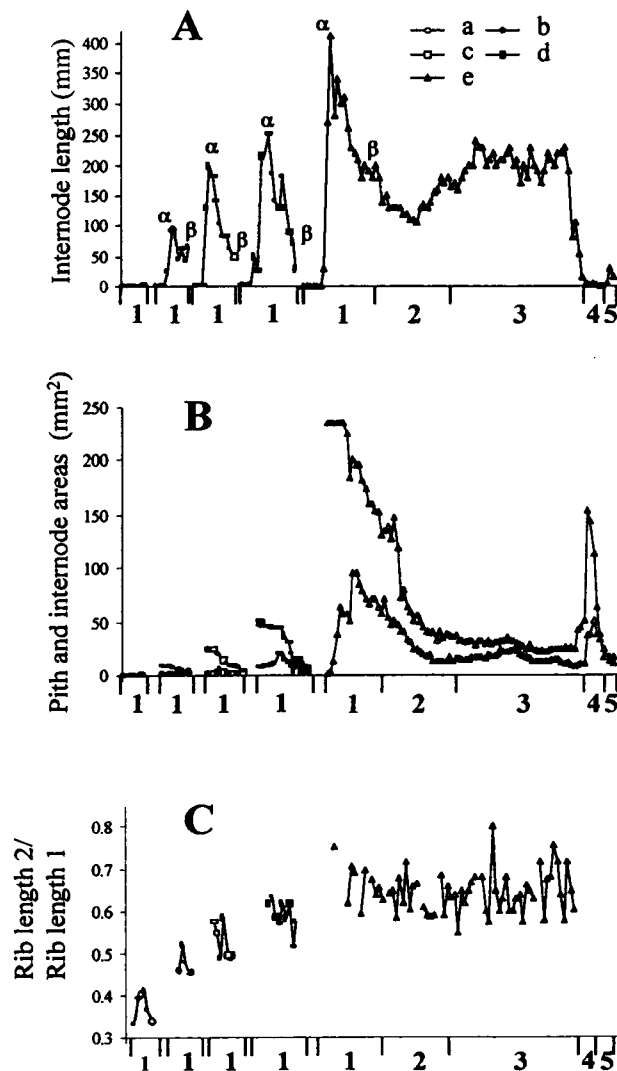 A
α
a
b
c
d
e
Internode length (mm)
400
350
300
250
200
150
100
50
0
α
β
α
β
α
β
β
1
1
1
1
1
2
3
4
5
B
Pith and internode areas (mm²)
250
200
150
100
50
0
1
1
1
1
1
2
3
4
5
C
Rib length 2/
Rib length 1
0.8
0.7
0.6
0.5
0.4
0.3
1
1
1
1
1
2
3
4
5